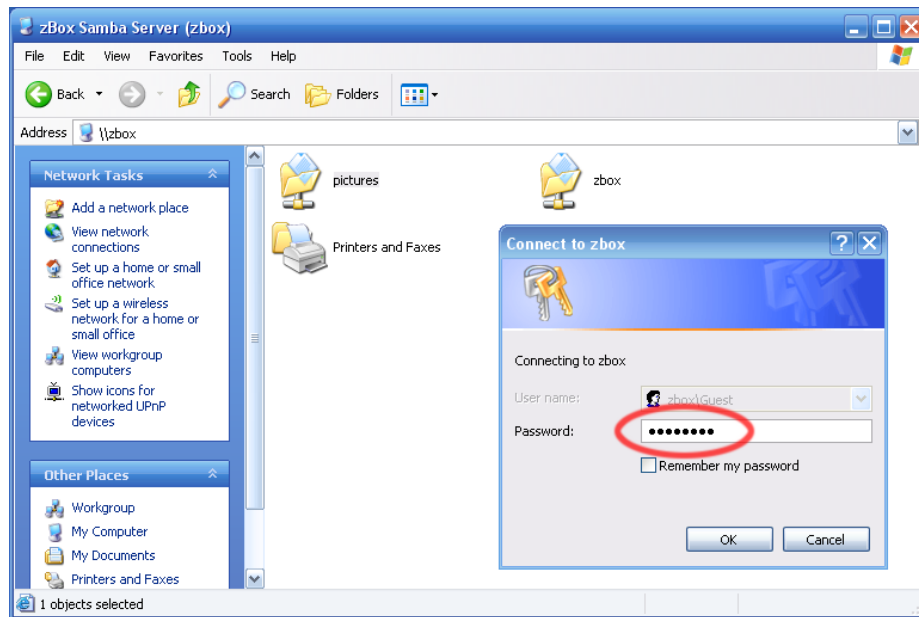 zBox Samba Server (zbox)
File Edit View Favorites Tools Help
Back Search Folders
Address \\zbox
Network Tasks
Add a network place
View network
connections
Set up a home or small
office network
Set up a wireless
network for a home or
small office
View workgroup
computers
Show icons for
networked UPnP
devices
Other Places
Workgroup
My Computer
My Documents
Printers and Faxes
pictures
zbox
Printers and Faxes
Connect to zbox
Connecting to zbox
User name: zbox\Guest
Password: ●●●●●●●●
Remember my password
OK Cancel
1 objects selected